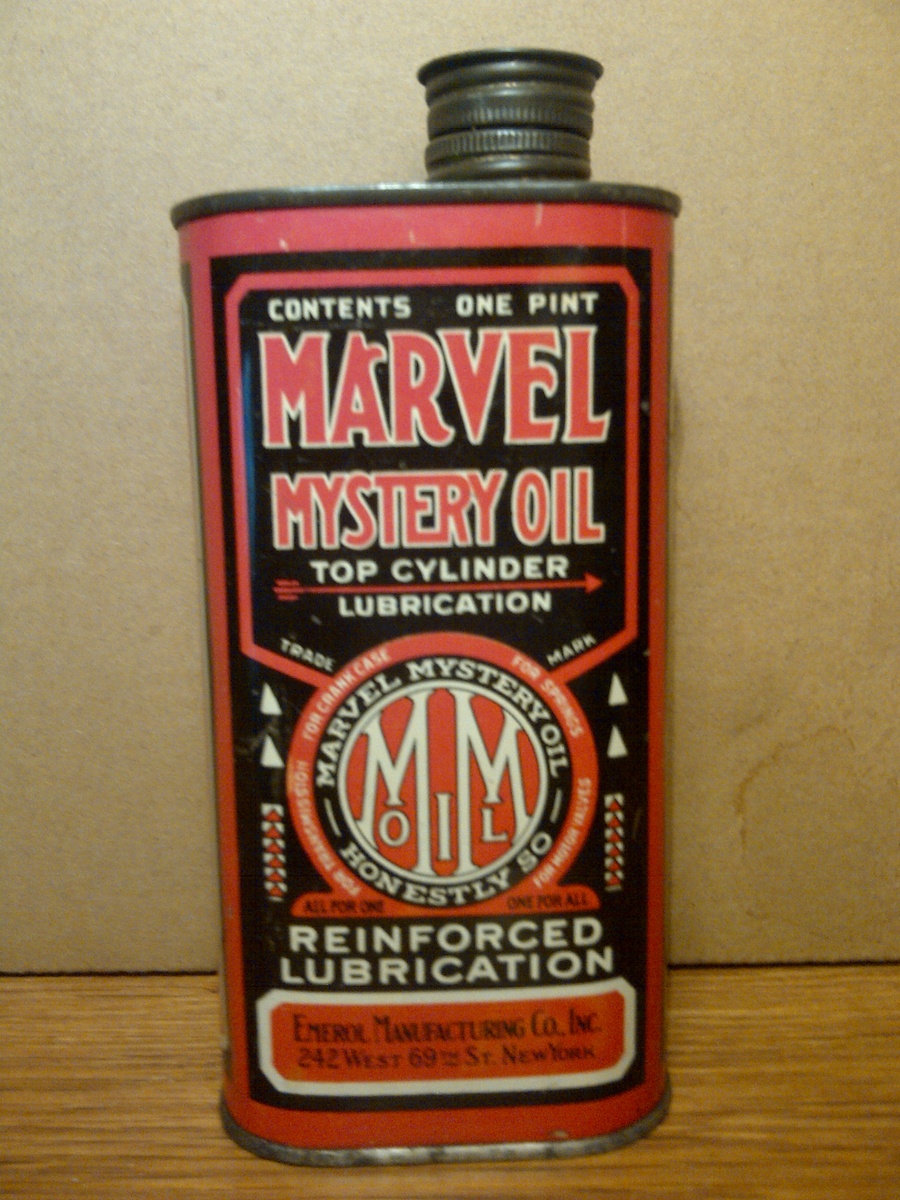 CONTENTS ONE PINT
MARVEL
MYSTERY OIL
TOP CYLINDER
LUBRICATION
TRADE MARK
FOR TRANSMISSION FOR CRANK CASE FOR SPRINGS FOR MOTOR VALVES
MARVEL MYSTERY OIL
M M
OIL
HONESTLY SO
ALL FOR ONE ONE FOR ALL
REINFORCED
LUBRICATION
EMEROL MANUFACTURING CO., INC.
242 WEST 69TH ST. NEW YORK